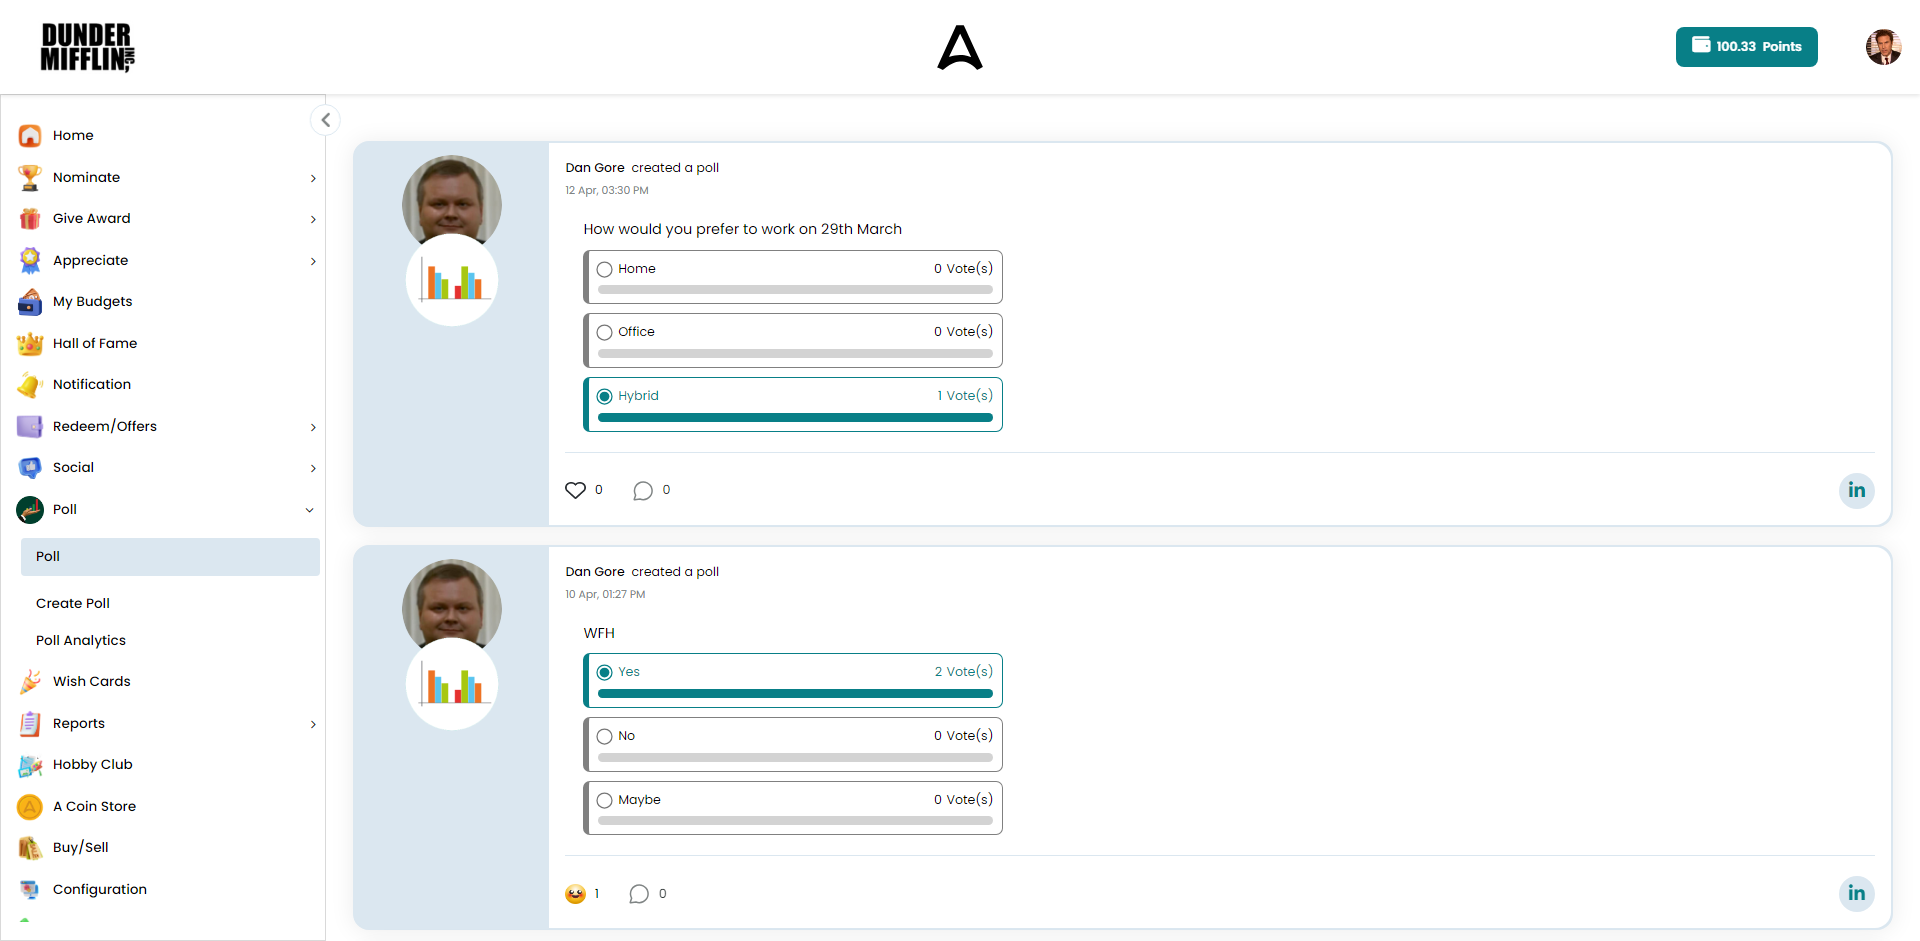 DUNDER
MIFFLIN INC,
100.33 Points
Home
Nominate
Give Award
Appreciate
My Budgets
Hall of Fame
Notification
Redeem/Offers
Social
Poll
Poll
Create Poll
Poll Analytics
Wish Cards
Reports
Hobby Club
A Coin Store
Buy/Sell
Configuration
Dan Gore created a poll
12 Apr, 03:30 PM
How would you prefer to work on 29th March
Home 0 Vote(s)
Office 0 Vote(s)
Hybrid 1 Vote(s)
0 0
in
Dan Gore created a poll
10 Apr, 01:27 PM
WFH
Yes 2 Vote(s)
No 0 Vote(s)
Maybe 0 Vote(s)
1 0
in